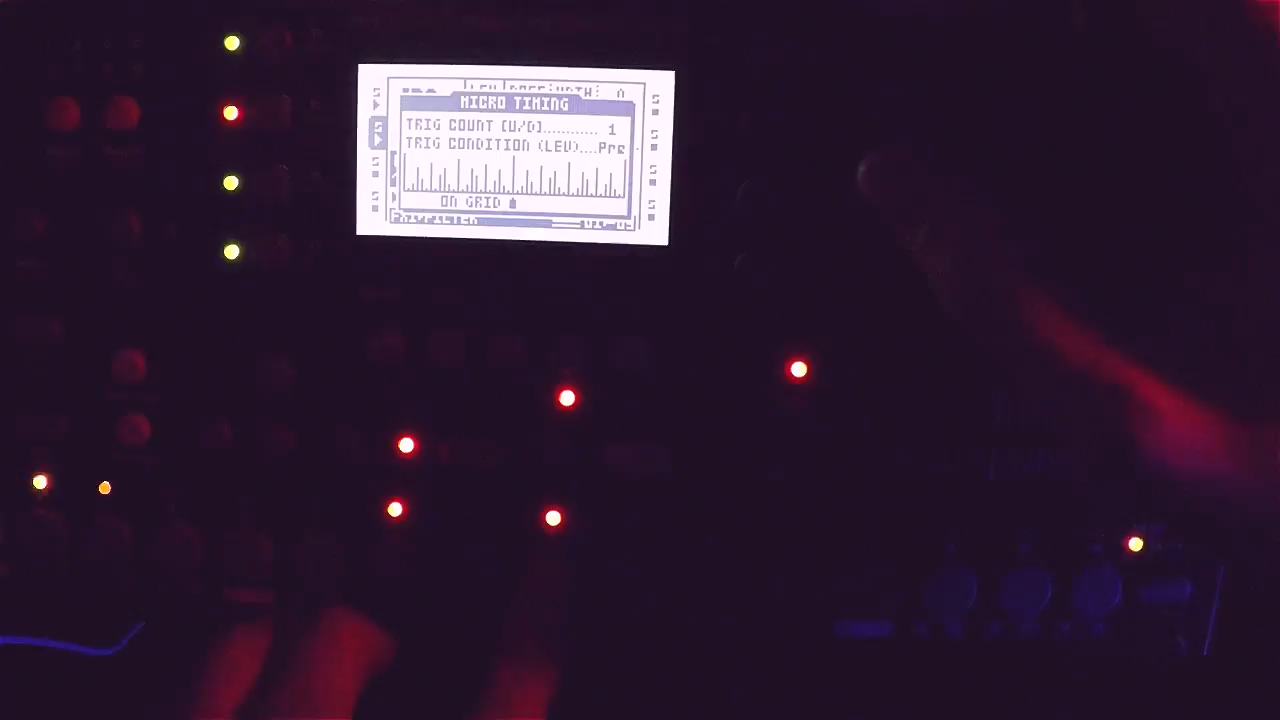 MICRO TIMING
TRIG COUNT (U/D)............ 1
TRIG CONDITION (LEV)....Pre
ON GRID